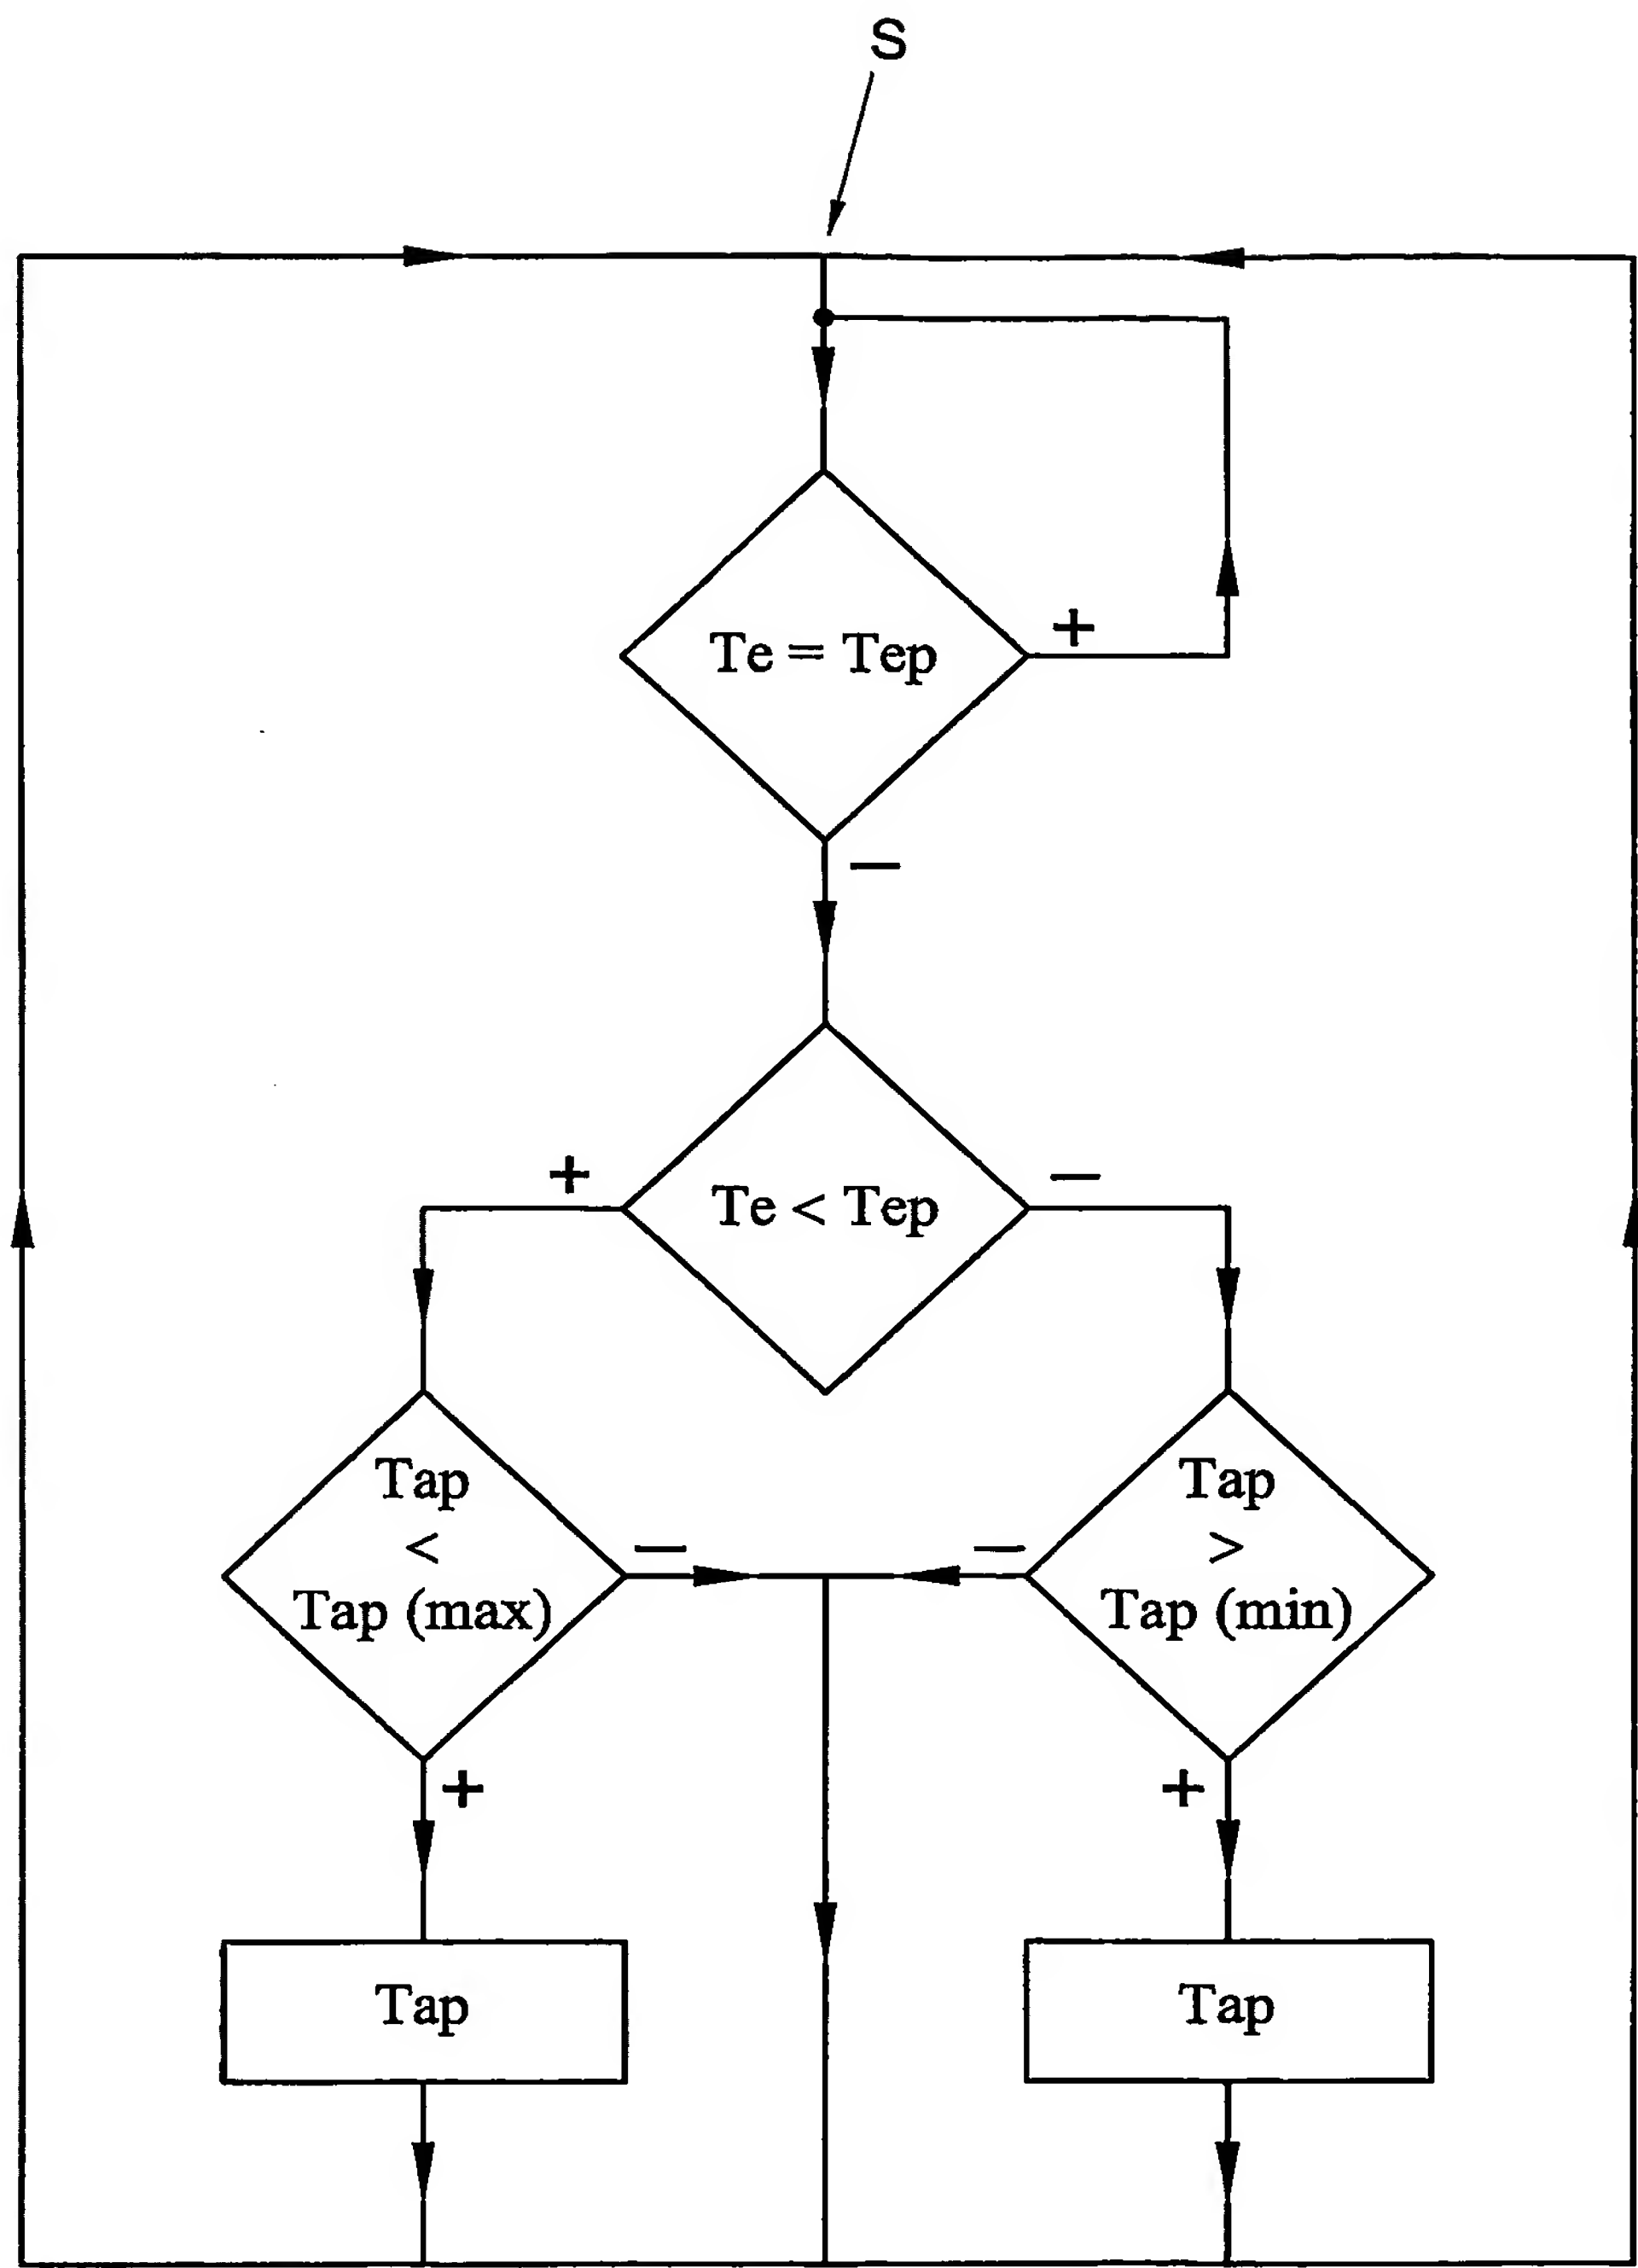 S
Te = Tep
+
−
Te < Tep
+
−
Tap
<
Tap (max)
−
+
Tap
>
Tap (min)
−
+
Tap
Tap